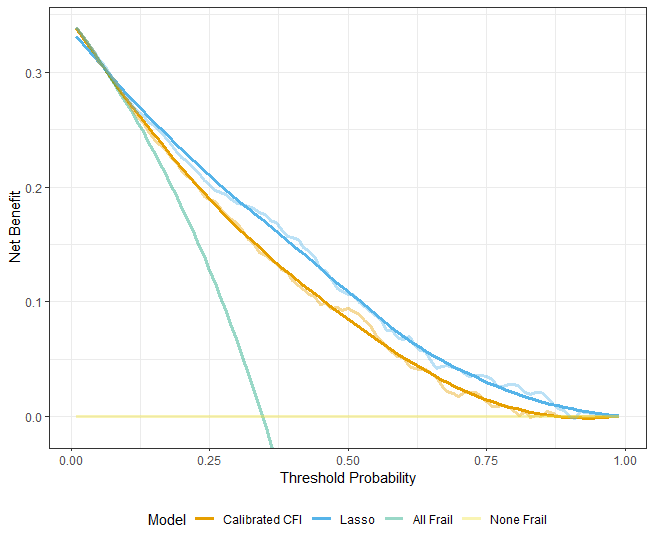 Net Benefit
0.3
0.2
0.1
0.0
0.00 0.25 0.50 0.75 1.00
Threshold Probability
Model Calibrated CFI Lasso All Frail None Frail